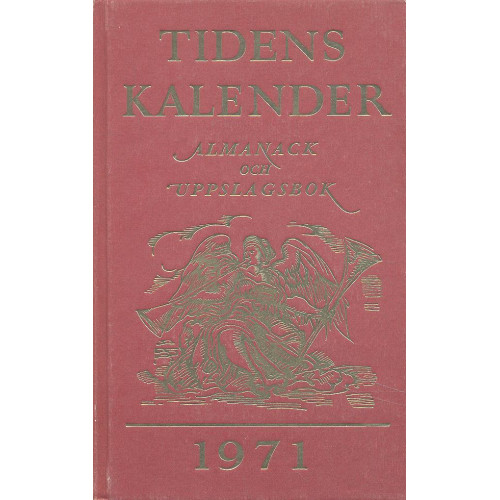 TIDENS
KALENDER
ALMANACK
OCH
UPPSLAGSBOK
1971